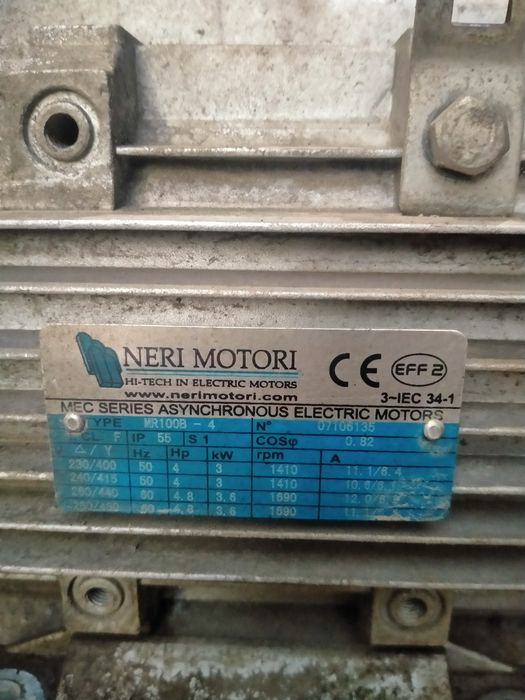 NERI MOTORI
HI-TECH IN ELECTRIC MOTORS
www.nerimotori.com
CE EFF 2
3~IEC 34-1
MEC SERIES ASYNCHRONOUS ELECTRIC MOTORS
TYPE MR100B - 4 N° 07106135
CL F IP 55 S 1 COSφ 0.82
△ / Y Hz Hp kW rpm A
230/400 50 4 3 1410 11.1/6.4
240/415 50 4 3 1410
260/440 60 4.8 3.6 1690
60 4.8 3.6 1690